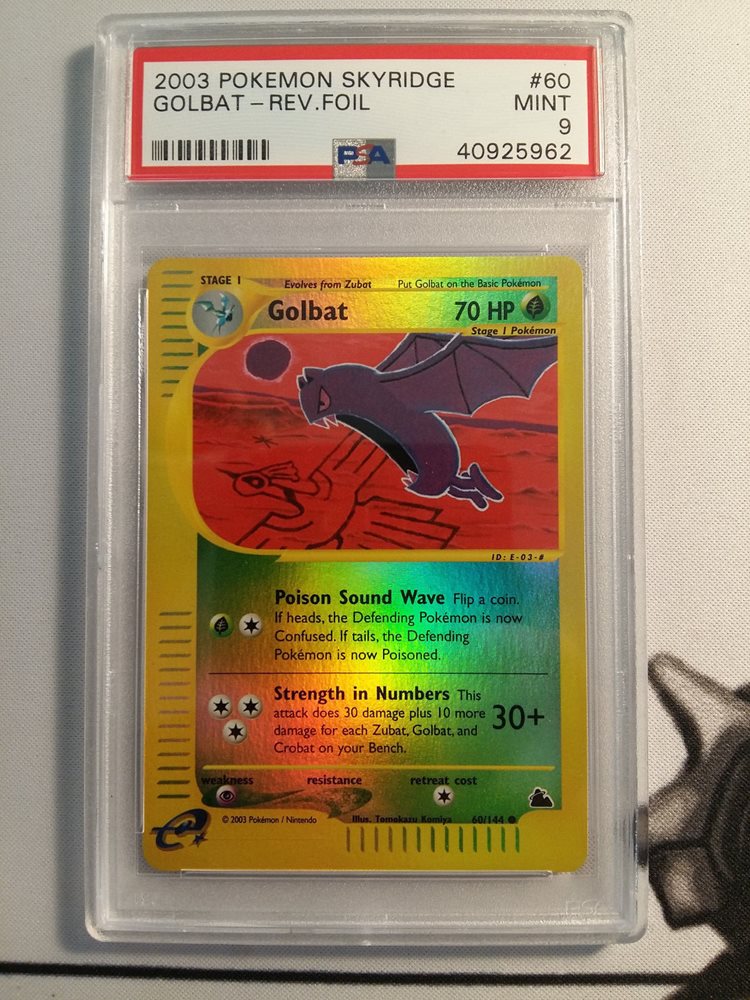 2003 POKEMON SKYRIDGE #60
GOLBAT - REV.FOIL MINT
9
PSA 40925962
STAGE 1 Evolves from Zubat Put Golbat on the Basic Pokémon
Golbat 70 HP
Stage 1 Pokémon
ID: E-03-#
Poison Sound Wave Flip a coin.
If heads, the Defending Pokémon is now
Confused. If tails, the Defending
Pokémon is now Poisoned.
Strength in Numbers This
attack does 30 damage plus 10 more 30+
damage for each Zubat, Golbat, and
Crobat on your Bench.
weakness resistance retreat cost
© 2003 Pokémon / Nintendo Illus. Tomokazu Komiya 60/144 ●
e
PSA